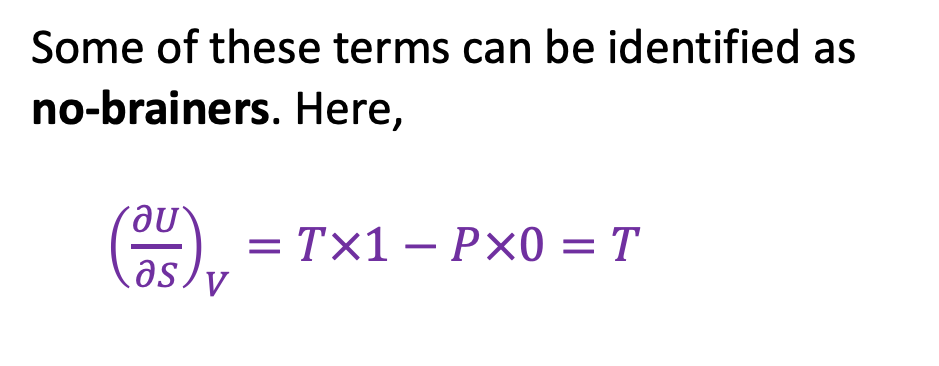 Some of these terms can be identified as
no-brainers. Here,
(∂U/∂S)_V = T×1 − P×0 = T